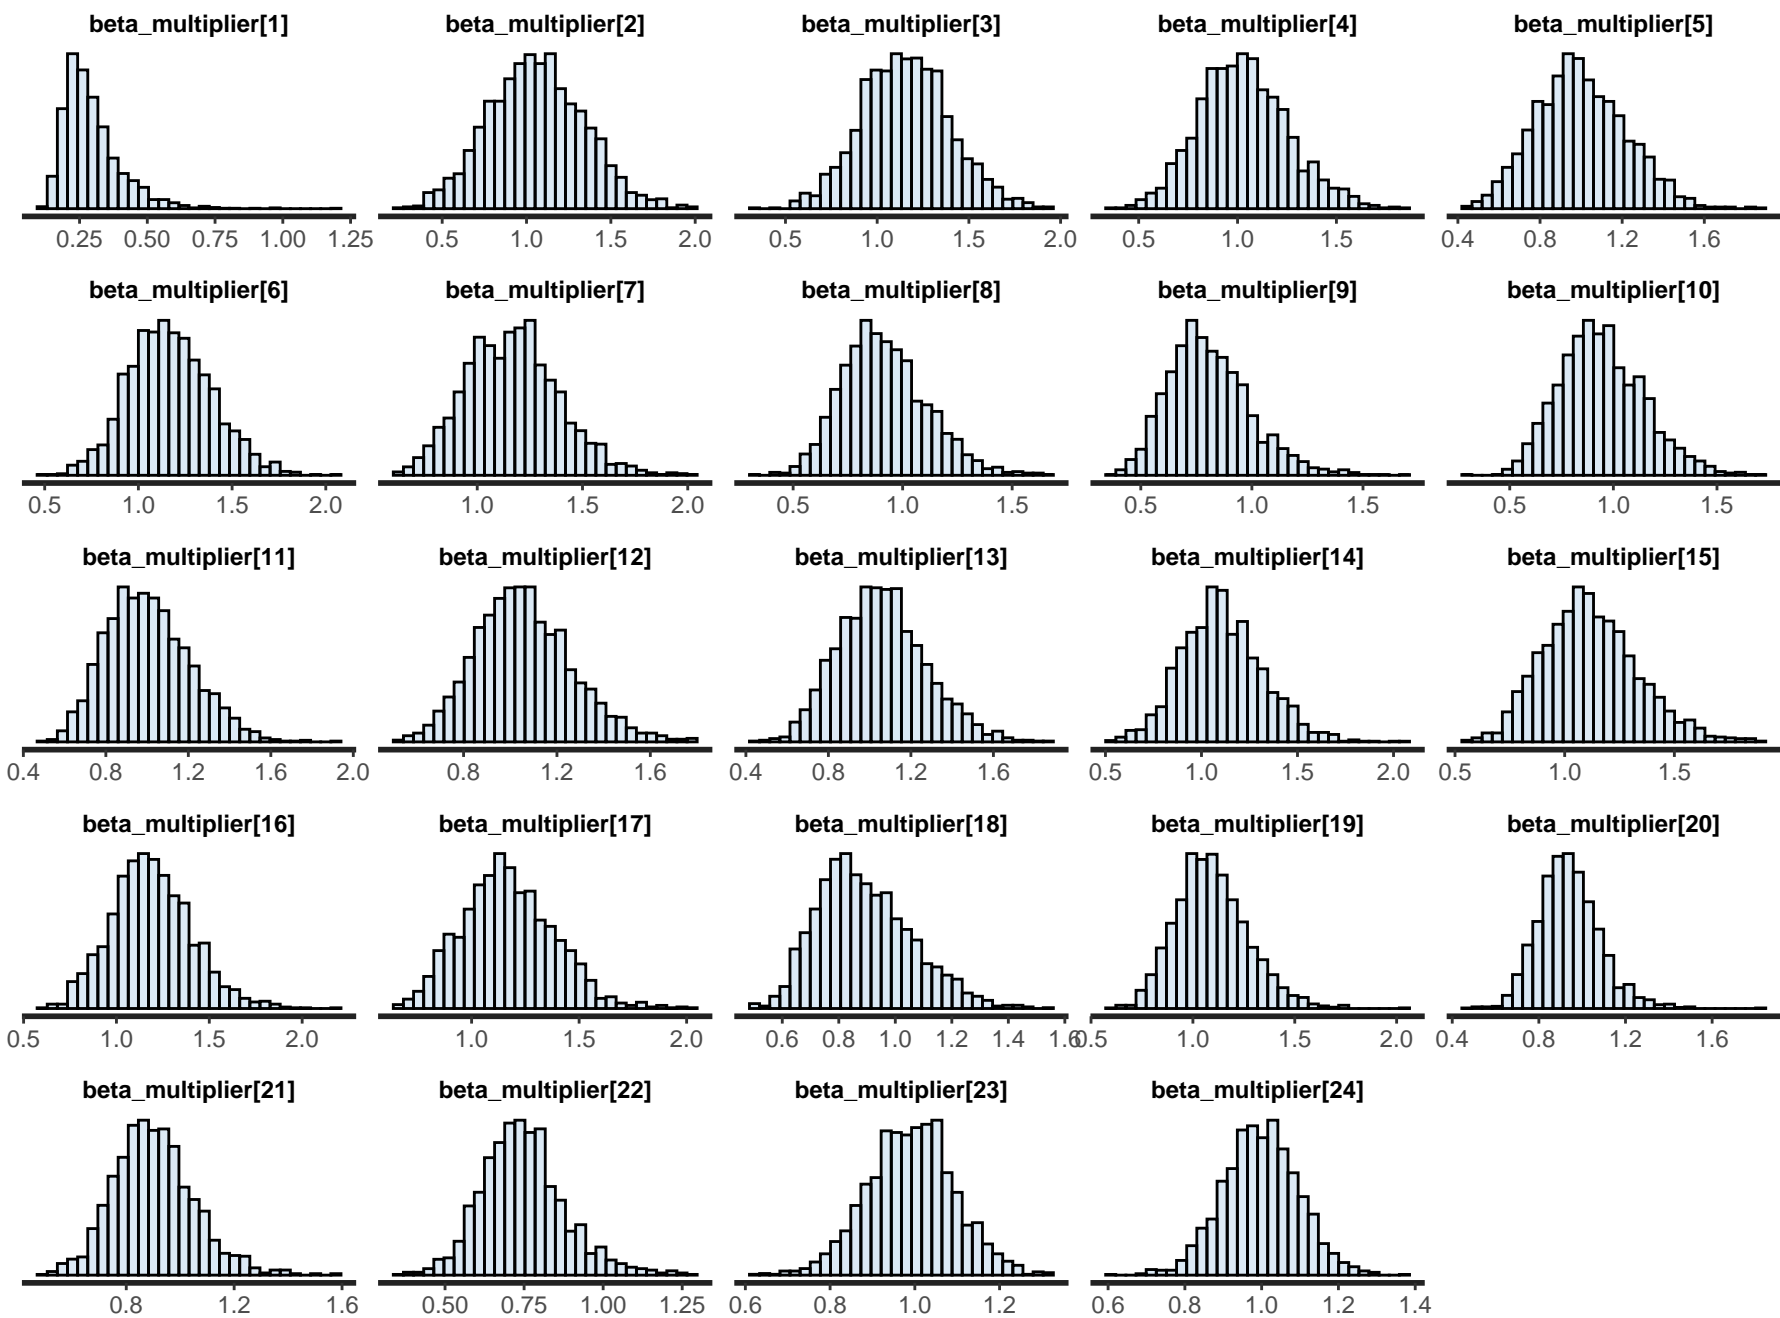 beta_multiplier[1] beta_multiplier[2] beta_multiplier[3] beta_multiplier[4] beta_multiplier[5]
0.25 0.50 0.75 1.00 1.25 0.5 1.0 1.5 2.0 0.5 1.0 1.5 2.0 0.5 1.0 1.5 0.4 0.8 1.2 1.6
beta_multiplier[6] beta_multiplier[7] beta_multiplier[8] beta_multiplier[9] beta_multiplier[10]
0.5 1.0 1.5 2.0 1.0 1.5 2.0 0.5 1.0 1.5 0.5 1.0 1.5 0.5 1.0 1.5
beta_multiplier[11] beta_multiplier[12] beta_multiplier[13] beta_multiplier[14] beta_multiplier[15]
0.4 0.8 1.2 1.6 2.0 0.8 1.2 1.6 0.4 0.8 1.2 1.6 0.5 1.0 1.5 2.0 0.5 1.0 1.5
beta_multiplier[16] beta_multiplier[17] beta_multiplier[18] beta_multiplier[19] beta_multiplier[20]
0.5 1.0 1.5 2.0 1.0 1.5 2.0 0.6 0.8 1.0 1.2 1.4 1.6 0.5 1.0 1.5 2.0 0.4 0.8 1.2 1.6
beta_multiplier[21] beta_multiplier[22] beta_multiplier[23] beta_multiplier[24]
0.8 1.2 1.6 0.50 0.75 1.00 1.25 0.6 0.8 1.0 1.2 0.6 0.8 1.0 1.2 1.4